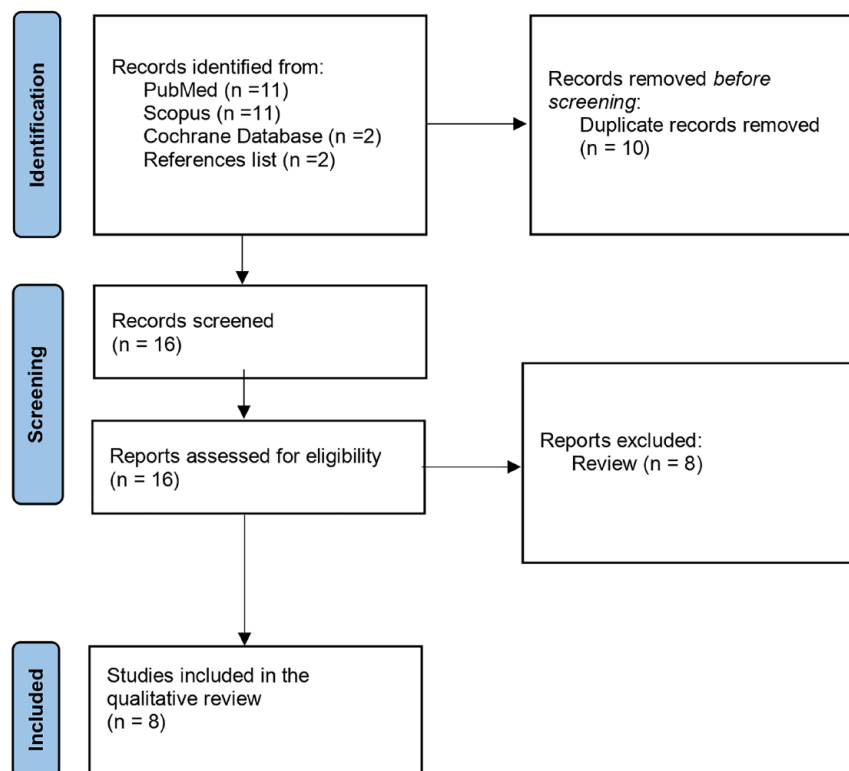 Identification
Records identified from:
PubMed (n =11)
Scopus (n =11)
Cochrane Database (n =2)
References list (n =2)
Records removed before
screening:
Duplicate records removed
(n = 10)
Screening
Records screened
(n = 16)
Reports assessed for eligibility
(n = 16)
Reports excluded:
Review (n = 8)
Included
Studies included in the
qualitative review
(n = 8)